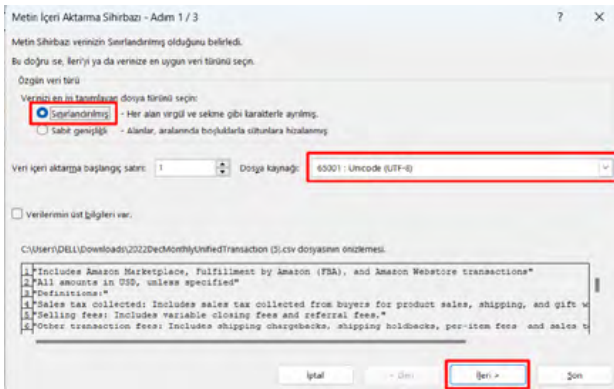 Metin İçeri Aktarma Sihirbazı - Adım 1 / 3
? X
Metin Sihirbazı verinizin Sınırlandırılmış olduğunu belirledi.
Bu doğru ise, İleri'yi ya da verinize en uygun veri türünü seçin.
Özgün veri türü
Verinizi en iyi tanımlayan dosya türünü seçin:
Sınırlandırılmış - Her alan virgül ve sekme gibi karakterle ayrılmış.
Sabit genişlikli - Alanlar, aralarında boşluklarla sütunlara hizalanmış
Veri içeri aktarma başlangıç satırı: 1 Dosya kaynağı: 65001 : Unicode (UTF-8)
Verilerimin üst bilgileri var.
C:\Users\DELL\Downloads\2022DecMonthlyUnifiedTransaction (5).csv dosyasının önizlemesi.
1 "Includes Amazon Marketplace, Fulfillment by Amazon (FBA), and Amazon Webstore transactions"
2 "All amounts in USD, unless specified"
3 "Definitions:"
4 "Sales tax collected: Includes sales tax collected from buyers for product sales, shipping, and gift w
5 "Selling fees: Includes variable closing fees and referral fees."
6 "Other transaction fees: Includes shipping chargebacks, shipping holdbacks, per-item fees and sales t
İptal < Geri İleri > Son